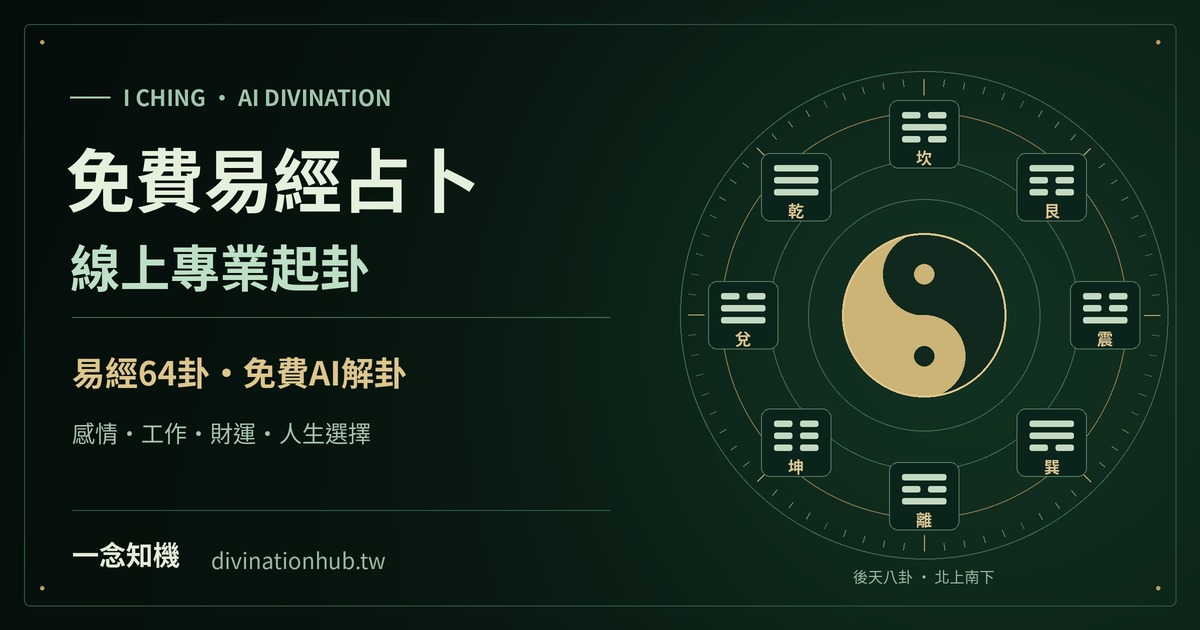 I CHING・AI DIVINATION
免費易經占卜
線上專業起卦
易經64卦・免費AI解卦
感情・工作・財運・人生選擇
一念知機 divinationhub.tw
坎
乾
艮
兌
震
坤
巽
離
後天八卦・北上南下